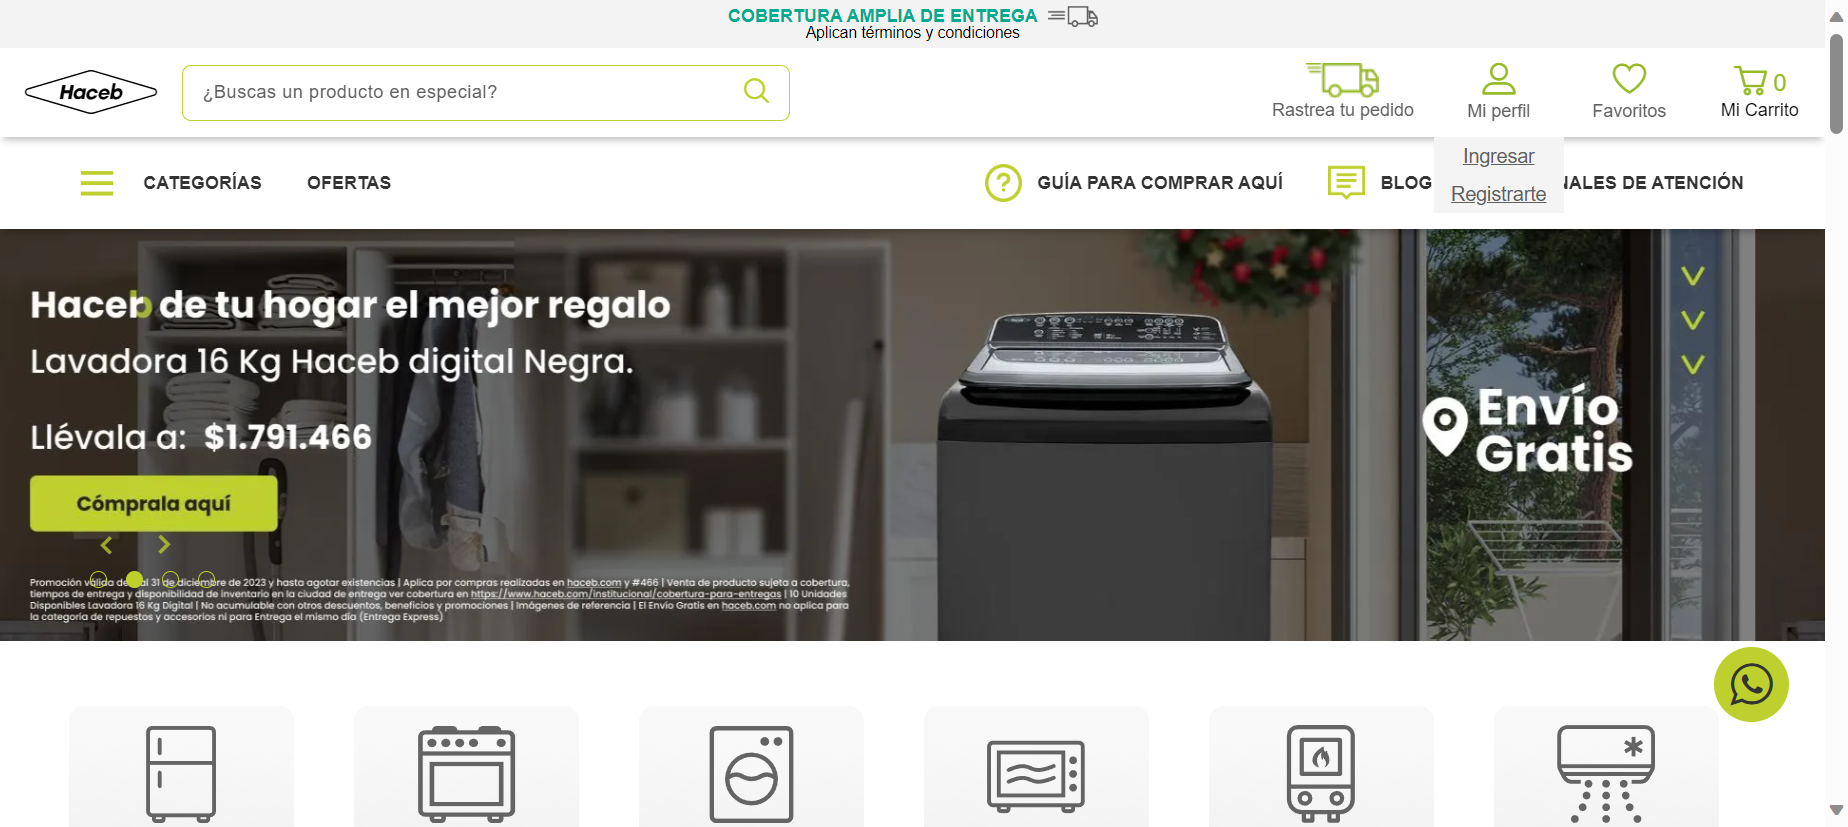 COBERTURA AMPLIA DE ENTREGA
Aplican términos y condiciones
Haceb
¿Buscas un producto en especial?
Rastrea tu pedido
Mi perfil
Favoritos
0
Mi Carrito
Ingresar
Registrarte
CATEGORÍAS
OFERTAS
GUÍA PARA COMPRAR AQUÍ
BLOG
NALES DE ATENCIÓN
Haceb de tu hogar el mejor regalo
Lavadora 16 Kg Haceb digital Negra.
Llévala a: $1.791.466
Cómprala aquí
Envío
Gratis
Promoción válida del al 31 de diciembre de 2023 y hasta agotar existencias | Aplica por compras realizadas en haceb.com y #466 | Venta de producto sujeta a cobertura,
tiempos de entrega y disponibilidad de inventario en la ciudad de entrega ver cobertura en https://www.haceb.com/institucional/cobertura-para-entregas | 10 Unidades
Disponibles Lavadora 16 Kg Digital | No acumulable con otros descuentos, beneficios y promociones | Imágenes de referencia | El Envío Gratis en haceb.com no aplica para
la categoría de repuestos y accesorios ni para Entrega el mismo día (Entrega Express)